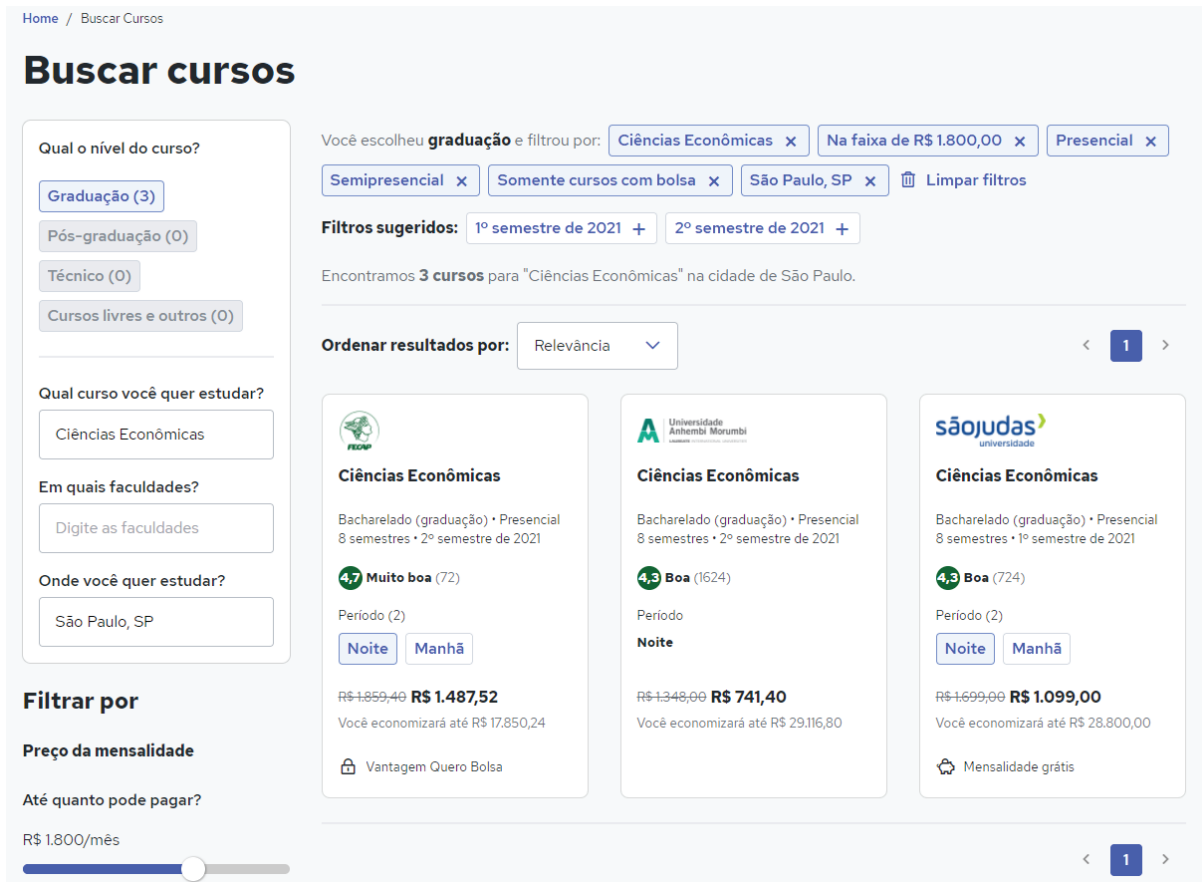 Home / Buscar Cursos
Buscar cursos
Qual o nível do curso?
Graduação (3)
Pós-graduação (0)
Técnico (0)
Cursos livres e outros (0)
Qual curso você quer estudar?
Ciências Econômicas
Em quais faculdades?
Digite as faculdades
Onde você quer estudar?
São Paulo, SP
Filtrar por
Preço da mensalidade
Até quanto pode pagar?
R$ 1.800/mês
Você escolheu graduação e filtrou por: Ciências Econômicas × Na faixa de R$ 1.800,00 × Presencial ×
Semipresencial × Somente cursos com bolsa × São Paulo, SP × Limpar filtros
Filtros sugeridos: 1º semestre de 2021 + 2º semestre de 2021 +
Encontramos 3 cursos para "Ciências Econômicas" na cidade de São Paulo.
Ordenar resultados por: Relevância
< 1 >
FECAP
Ciências Econômicas
Bacharelado (graduação) • Presencial
8 semestres • 2º semestre de 2021
4,7 Muito boa (72)
Período (2)
Noite Manhã
R$ 1.859,40 R$ 1.487,52
Você economizará até R$ 17.850,24
Vantagem Quero Bolsa
Universidade
Anhembi Morumbi
Ciências Econômicas
Bacharelado (graduação) • Presencial
8 semestres • 2º semestre de 2021
4,3 Boa (1624)
Período
Noite
R$ 1.348,00 R$ 741,40
Você economizará até R$ 29.116,80
sãojudas
universidade
Ciências Econômicas
Bacharelado (graduação) • Presencial
8 semestres • 1º semestre de 2021
4,3 Boa (724)
Período (2)
Noite Manhã
R$ 1.699,00 R$ 1.099,00
Você economizará até R$ 28.800,00
Mensalidade grátis
< 1 >